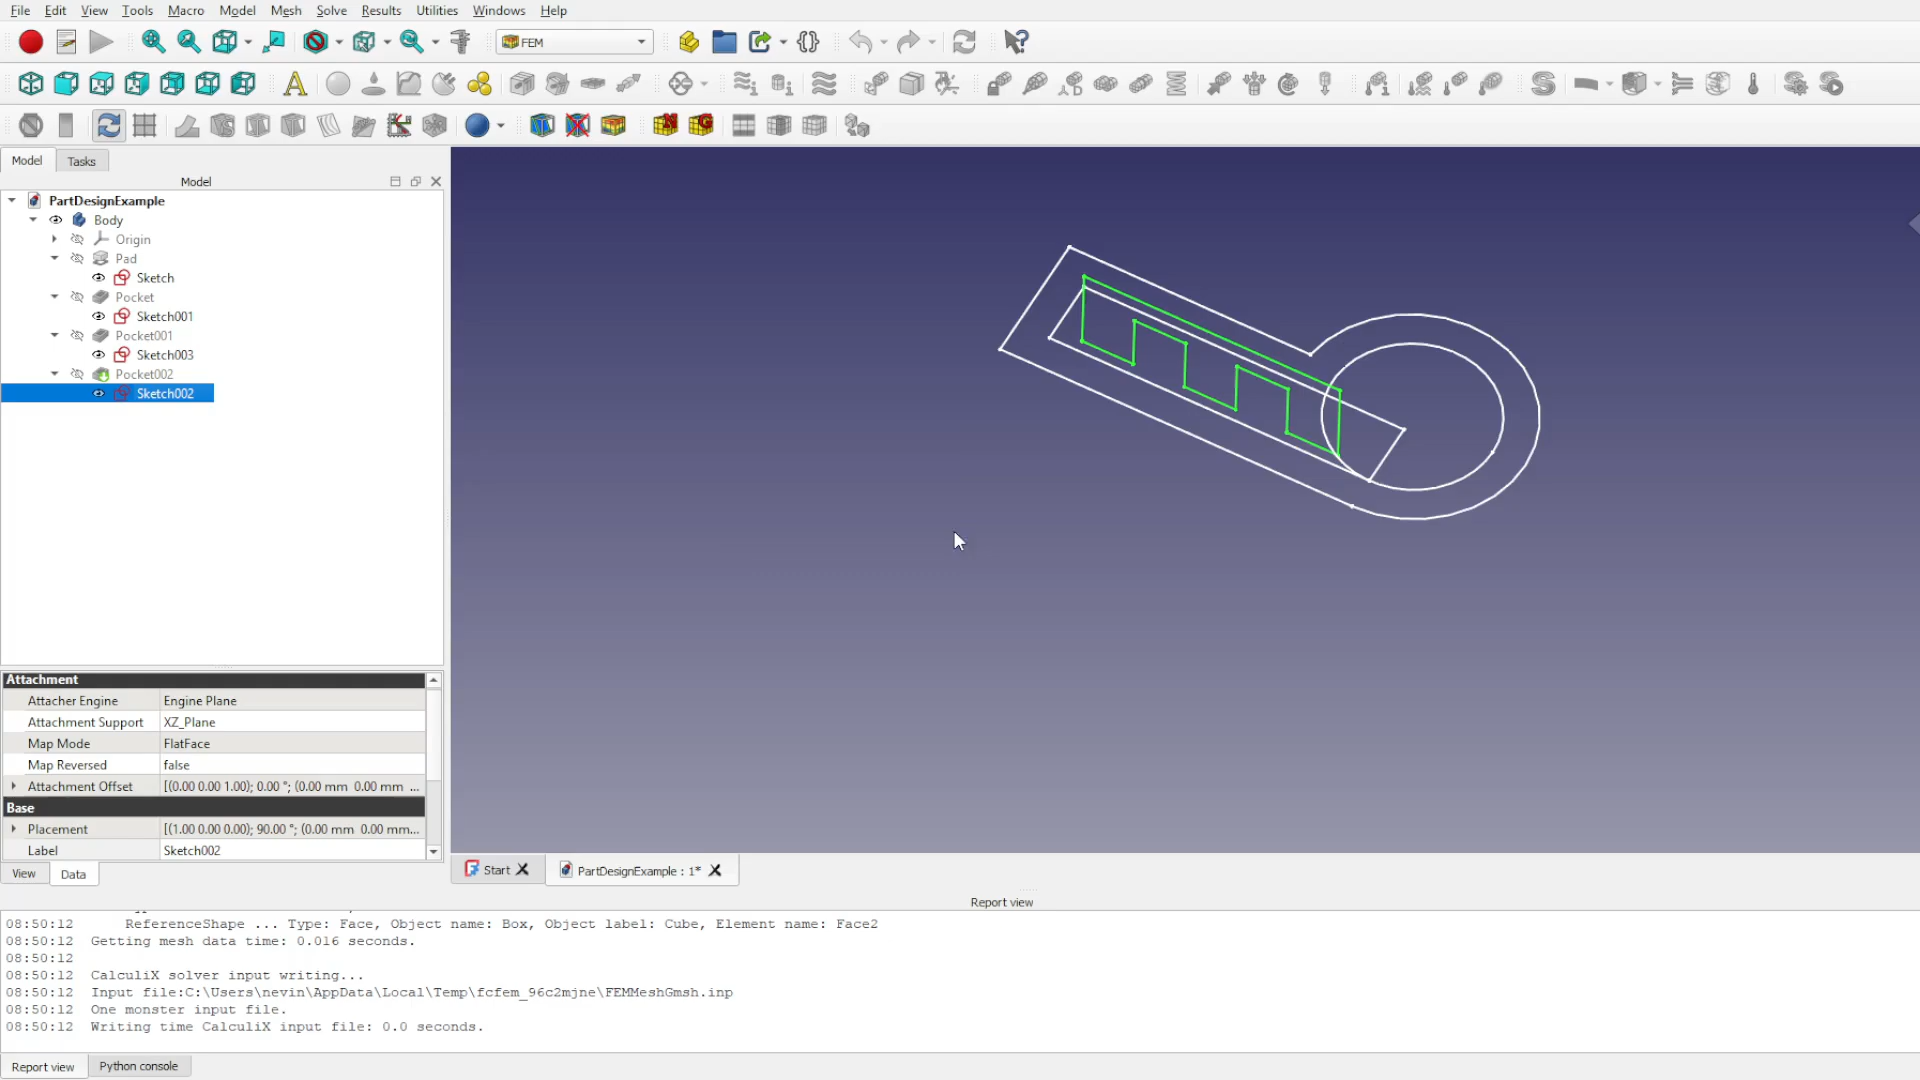 File Edit View Tools Macro Model Mesh Solve Results Utilities Windows Help
FEM
Model Tasks
Model
PartDesignExample
Body
Origin
Pad
Sketch
Pocket
Sketch001
Pocket001
Sketch003
Pocket002
Sketch002
Attachment
Attacher Engine Engine Plane
Attachment Support XZ_Plane
Map Mode FlatFace
Map Reversed false
Attachment Offset [(0.00 0.00 1.00); 0.00 °; (0.00 mm 0.00 mm ...
Base
Placement [(1.00 0.00 0.00); 90.00 °; (0.00 mm 0.00 mm...
Label Sketch002
View Data
Start PartDesignExample : 1*
Report view
08:50:12 ReferenceShape ... Type: Face, Object name: Box, Object label: Cube, Element name: Face2
08:50:12 Getting mesh data time: 0.016 seconds.
08:50:12
08:50:12 CalculiX solver input writing...
08:50:12 Input file:C:\Users\nevin\AppData\Local\Temp\fcfem_96c2mjne\FEMMeshGmsh.inp
08:50:12 One monster input file.
08:50:12 Writing time CalculiX input file: 0.0 seconds.
Report view Python console